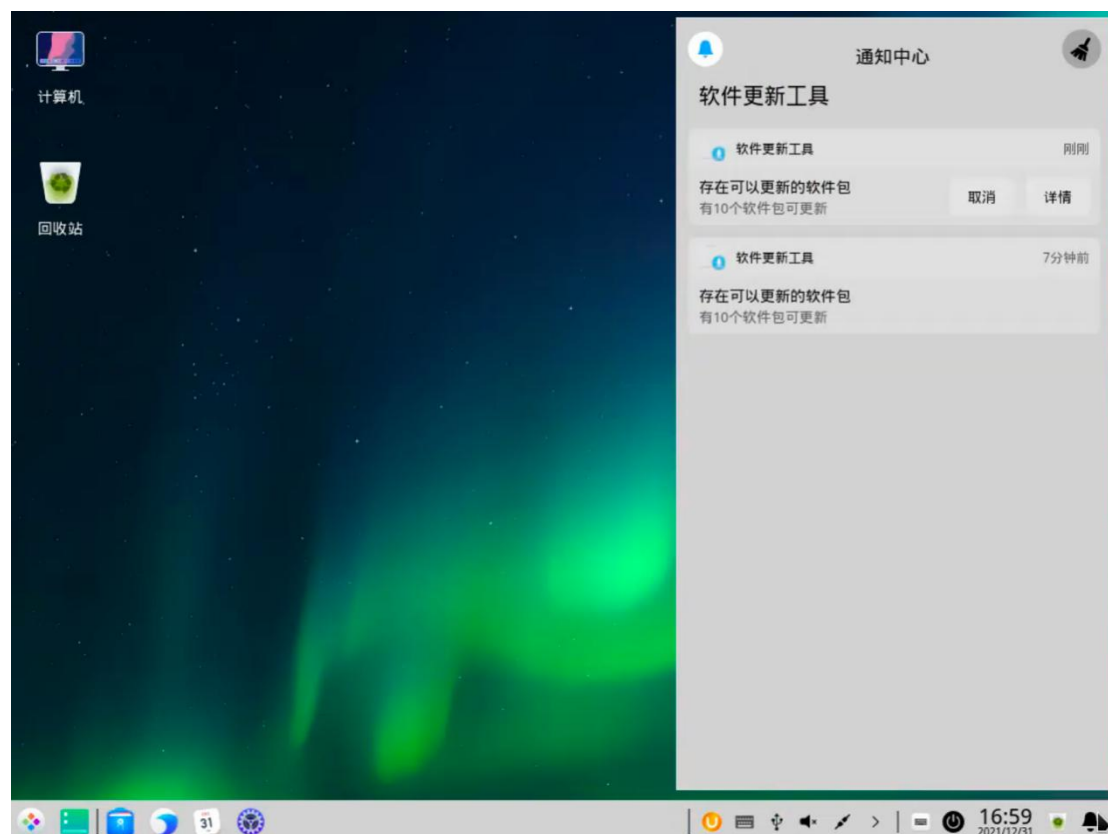 计算机
回收站
通知中心
软件更新工具
软件更新工具
刚刚
存在可以更新的软件包
有10个软件包可更新
取消
详情
软件更新工具
7分钟前
存在可以更新的软件包
有10个软件包可更新
31
16:59
2021/12/31